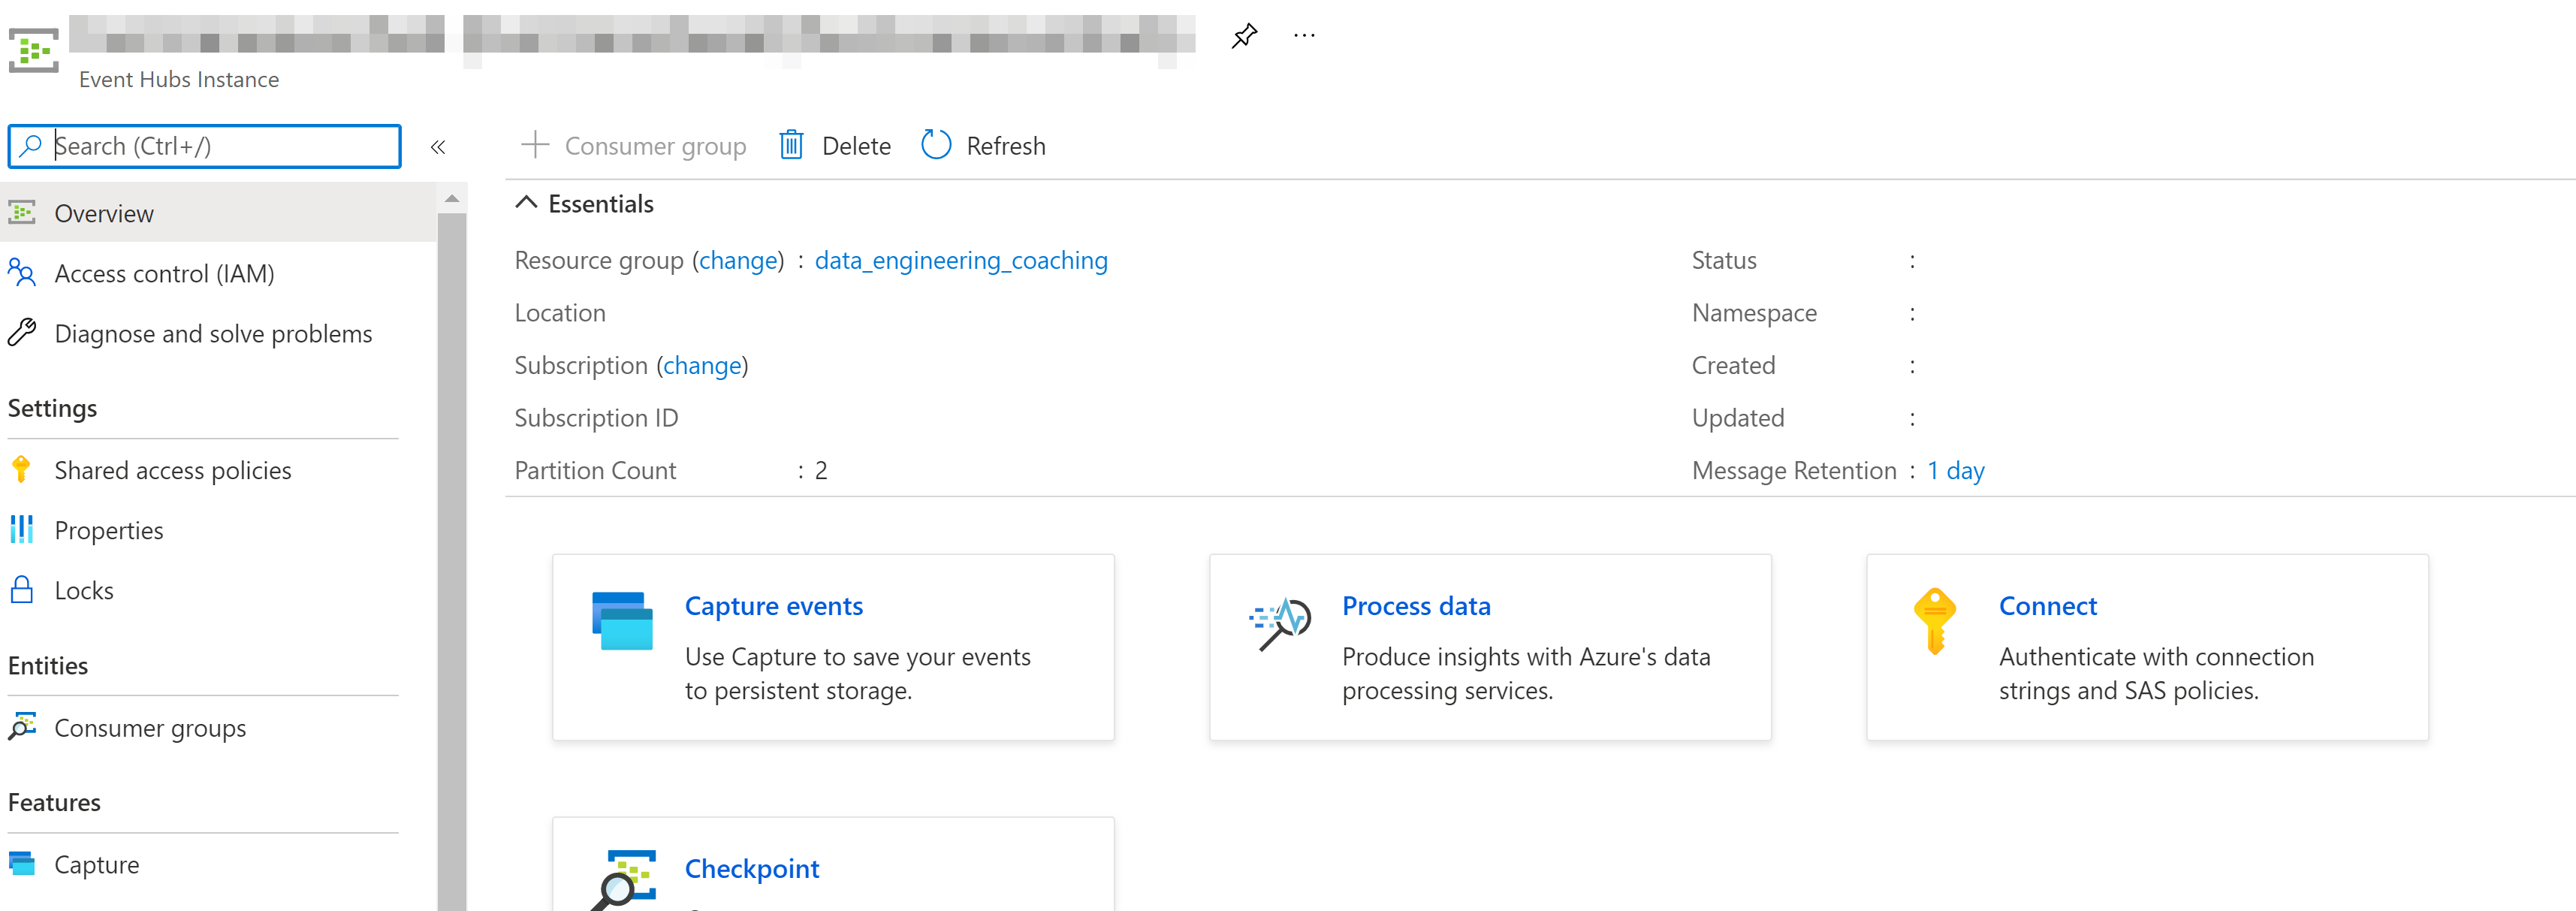 Event Hubs Instance
Search (Ctrl+/)
«
Consumer group
Delete
Refresh
Overview
Access control (IAM)
Diagnose and solve problems
Settings
Shared access policies
Properties
Locks
Entities
Consumer groups
Features
Capture
Essentials
Resource group (change) : data_engineering_coaching
Location
Subscription (change)
Subscription ID
Partition Count : 2
Status :
Namespace :
Created :
Updated :
Message Retention : 1 day
Capture events
Use Capture to save your events
to persistent storage.
Process data
Produce insights with Azure's data
processing services.
Connect
Authenticate with connection
strings and SAS policies.
Checkpoint